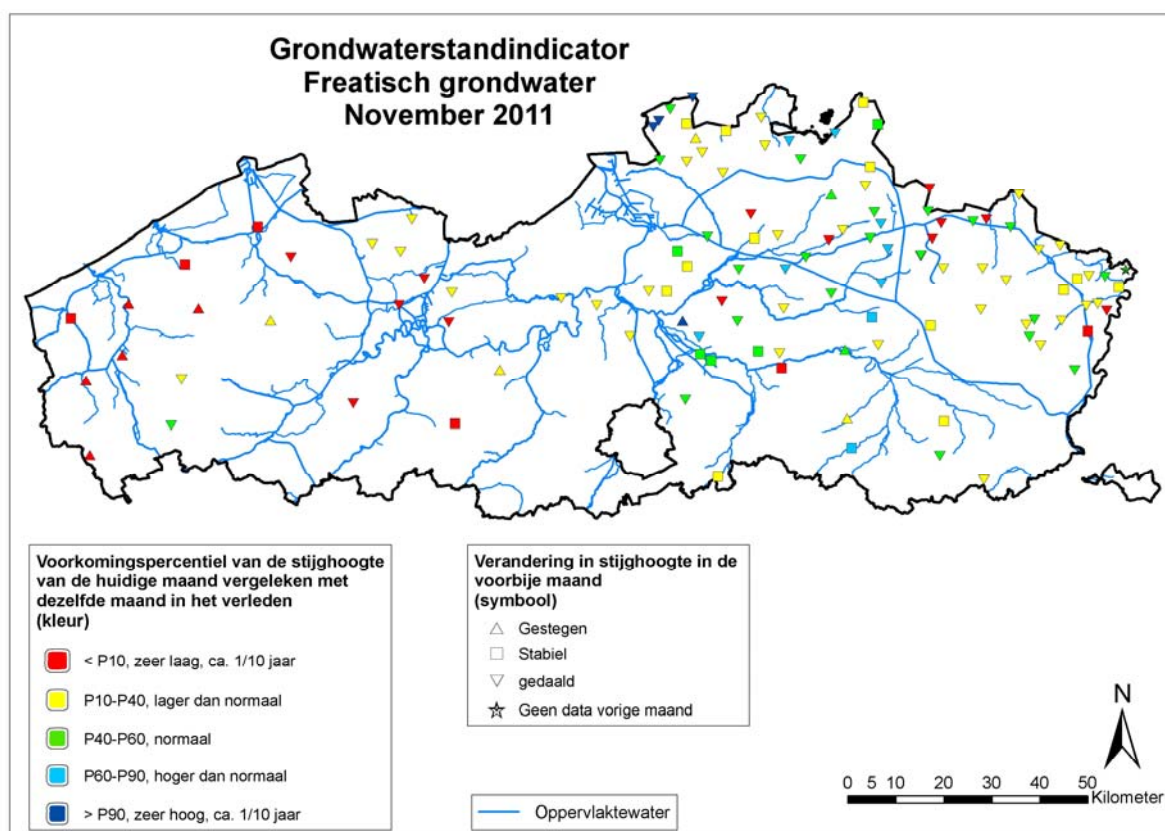 Grondwaterstandindicator
Freatisch grondwater
November 2011
Voorkomingspercentiel van de stijghoogte
van de huidige maand vergeleken met
dezelfde maand in het verleden
(kleur)
< P10, zeer laag, ca. 1/10 jaar
P10-P40, lager dan normaal
P40-P60, normaal
P60-P90, hoger dan normaal
> P90, zeer hoog, ca. 1/10 jaar
Verandering in stijghoogte in de
voorbije maand
(symbool)
Gestegen
Stabiel
gedaald
Geen data vorige maand
Oppervlaktewater
N
0 5 10 20 30 40 50
Kilometer